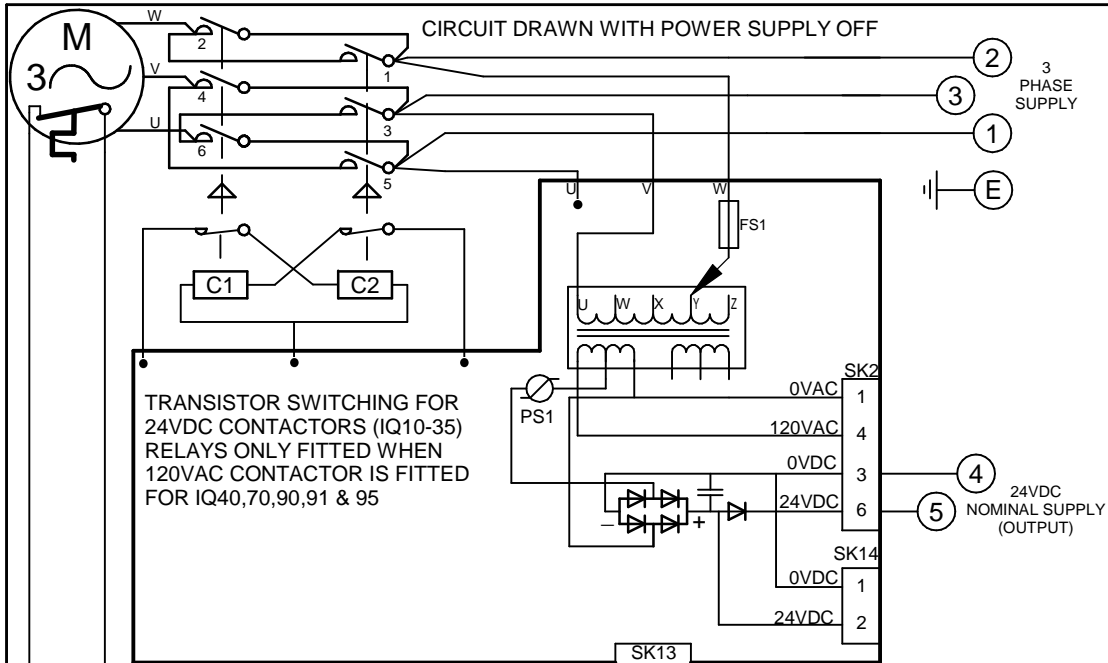 CIRCUIT DRAWN WITH POWER SUPPLY OFF
W
M
3
V
U
2
4
6
1
3
5
2
3
1
E
3
PHASE
SUPPLY
U
V
W
FS1
C1
C2
U
W
X
Y
Z
TRANSISTOR SWITCHING FOR
24VDC CONTACTORS (IQ10-35)
RELAYS ONLY FITTED WHEN
120VAC CONTACTOR IS FITTED
FOR IQ40,70,90,91 & 95
PS1
SK2
0VAC
1
120VAC
4
0VDC
3
24VDC
6
4
5
24VDC
NOMINAL SUPPLY
(OUTPUT)
−
+
SK14
0VDC
1
24VDC
2
SK13